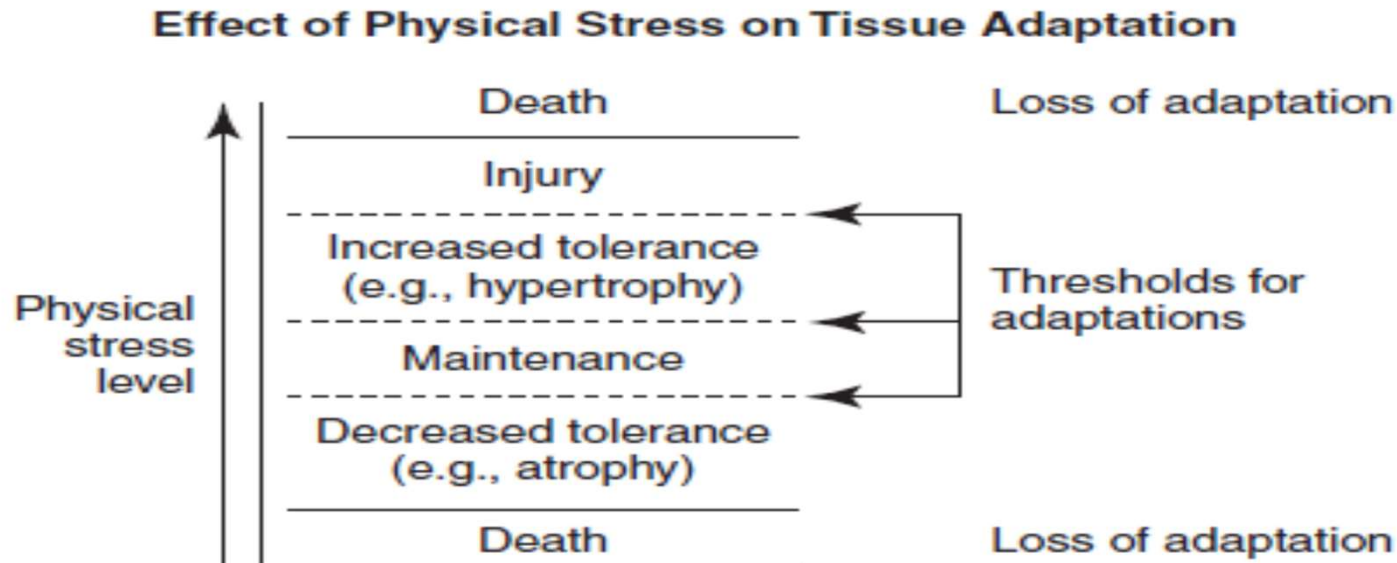 Effect of Physical Stress on Tissue Adaptation
Death
Loss of adaptation
Injury
Increased tolerance
(e.g., hypertrophy)
Thresholds for
adaptations
Physical
stress
level
Maintenance
Decreased tolerance
(e.g., atrophy)
Death
Loss of adaptation